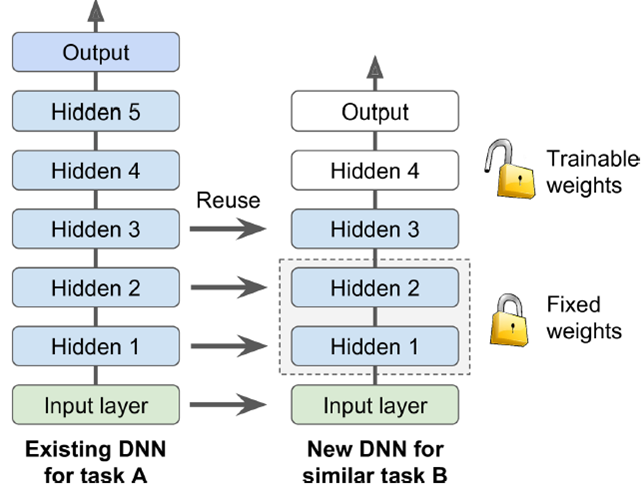 Output
Hidden 5
Hidden 4
Hidden 3
Hidden 2
Hidden 1
Input layer
Existing DNN
for task A
Reuse
Output
Hidden 4
Hidden 3
Hidden 2
Hidden 1
Input layer
New DNN for
similar task B
Trainable
weights
Fixed
weights